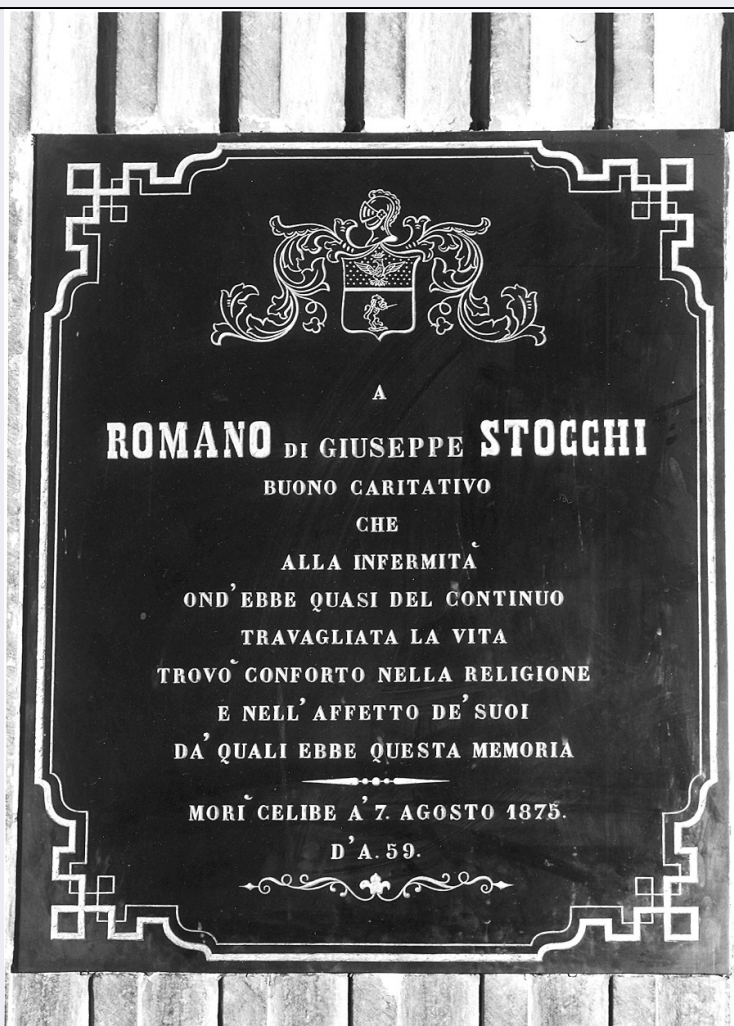 A
ROMANO DI GIUSEPPE STOCCHI
BUONO CARITATIVO
CHE
ALLA INFERMITÀ
OND'EBBE QUASI DEL CONTINUO
TRAVAGLIATA LA VITA
TROVÒ CONFORTO NELLA RELIGIONE
E NELL'AFFETTO DE' SUOI
DA' QUALI EBBE QUESTA MEMORIA
MORÌ CELIBE A' 7. AGOSTO 1875.
D'A. 59.